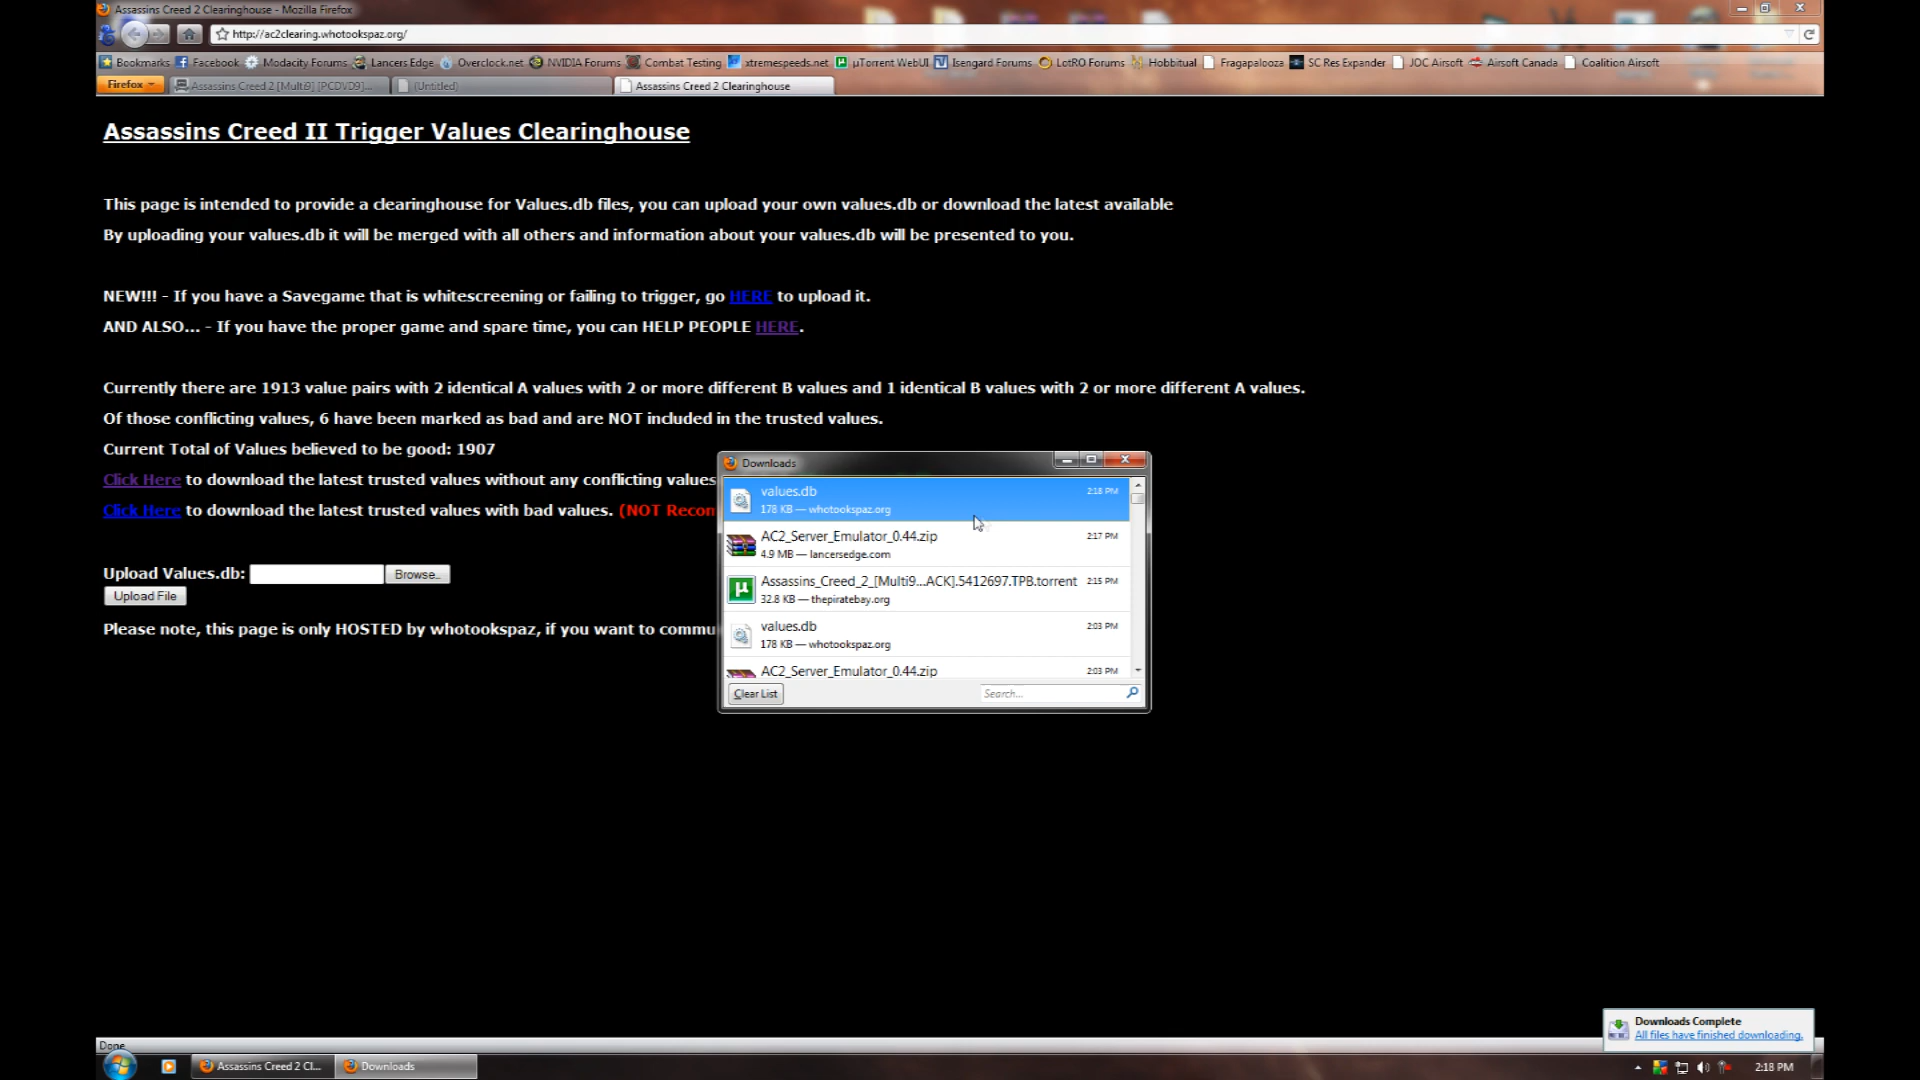 Assassins Creed 2 Clearinghouse - Mozilla Firefox
http://ac2clearing.whotookspaz.org/
Bookmarks Facebook Modacity Forums Lancers Edge Overclock.net NVIDIA Forums Combat Testing xtremespeeds.net µTorrent WebUI Isengard Forums LotRO Forums Hobbitual Fragapalooza SC Res Expander JOC Airsoft Airsoft Canada Coalition Airsoft
Firefox Assassins Creed 2 [Multi9] [PCDVD9]... (Untitled) Assassins Creed 2 Clearinghouse
Assassins Creed II Trigger Values Clearinghouse
This page is intended to provide a clearinghouse for Values.db files, you can upload your own values.db or download the latest available
By uploading your values.db it will be merged with all others and information about your values.db will be presented to you.
NEW!!! - If you have a Savegame that is whitescreening or failing to trigger, go HERE to upload it.
AND ALSO... - If you have the proper game and spare time, you can HELP PEOPLE HERE.
Currently there are 1913 value pairs with 2 identical A values with 2 or more different B values and 1 identical B values with 2 or more different A values.
Of those conflicting values, 6 have been marked as bad and are NOT included in the trusted values.
Current Total of Values believed to be good: 1907
Click Here to download the latest trusted values without any conflicting values
Click Here to download the latest trusted values with bad values. (NOT Recom
Upload Values.db: Browse...
Upload File
Please note, this page is only HOSTED by whotookspaz, if you want to commu
Downloads
values.db 2:18 PM
178 KB — whotookspaz.org
AC2_Server_Emulator_0.44.zip 2:17 PM
4.9 MB — lancersedge.com
Assassins_Creed_2_[Multi9...ACK].5412697.TPB.torrent 2:15 PM
32.8 KB — thepiratebay.org
values.db 2:03 PM
178 KB — whotookspaz.org
AC2_Server_Emulator_0.44.zip 2:03 PM
Clear List Search...
Downloads Complete
All files have finished downloading.
Done
Assassins Creed 2 Cl... Downloads 2:18 PM